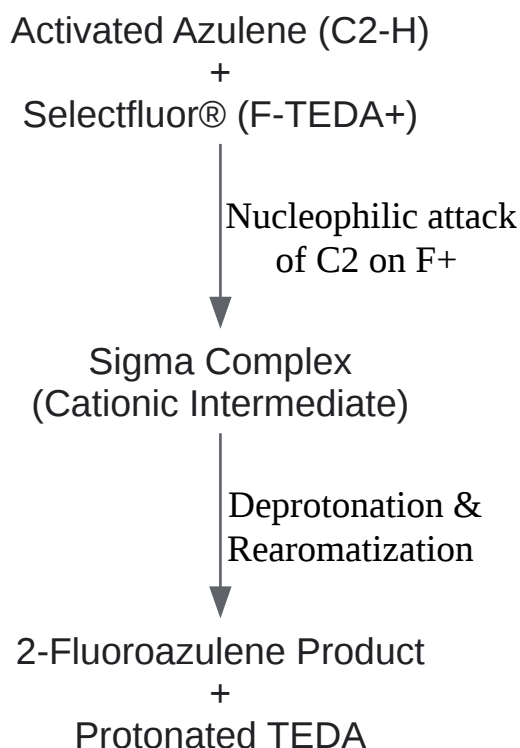 Activated Azulene (C2-H)
+
Selectfluor® (F-TEDA+)
Nucleophilic attack
of C2 on F+
Sigma Complex
(Cationic Intermediate)
Deprotonation &
Rearomatization
2-Fluoroazulene Product
+
Protonated TEDA